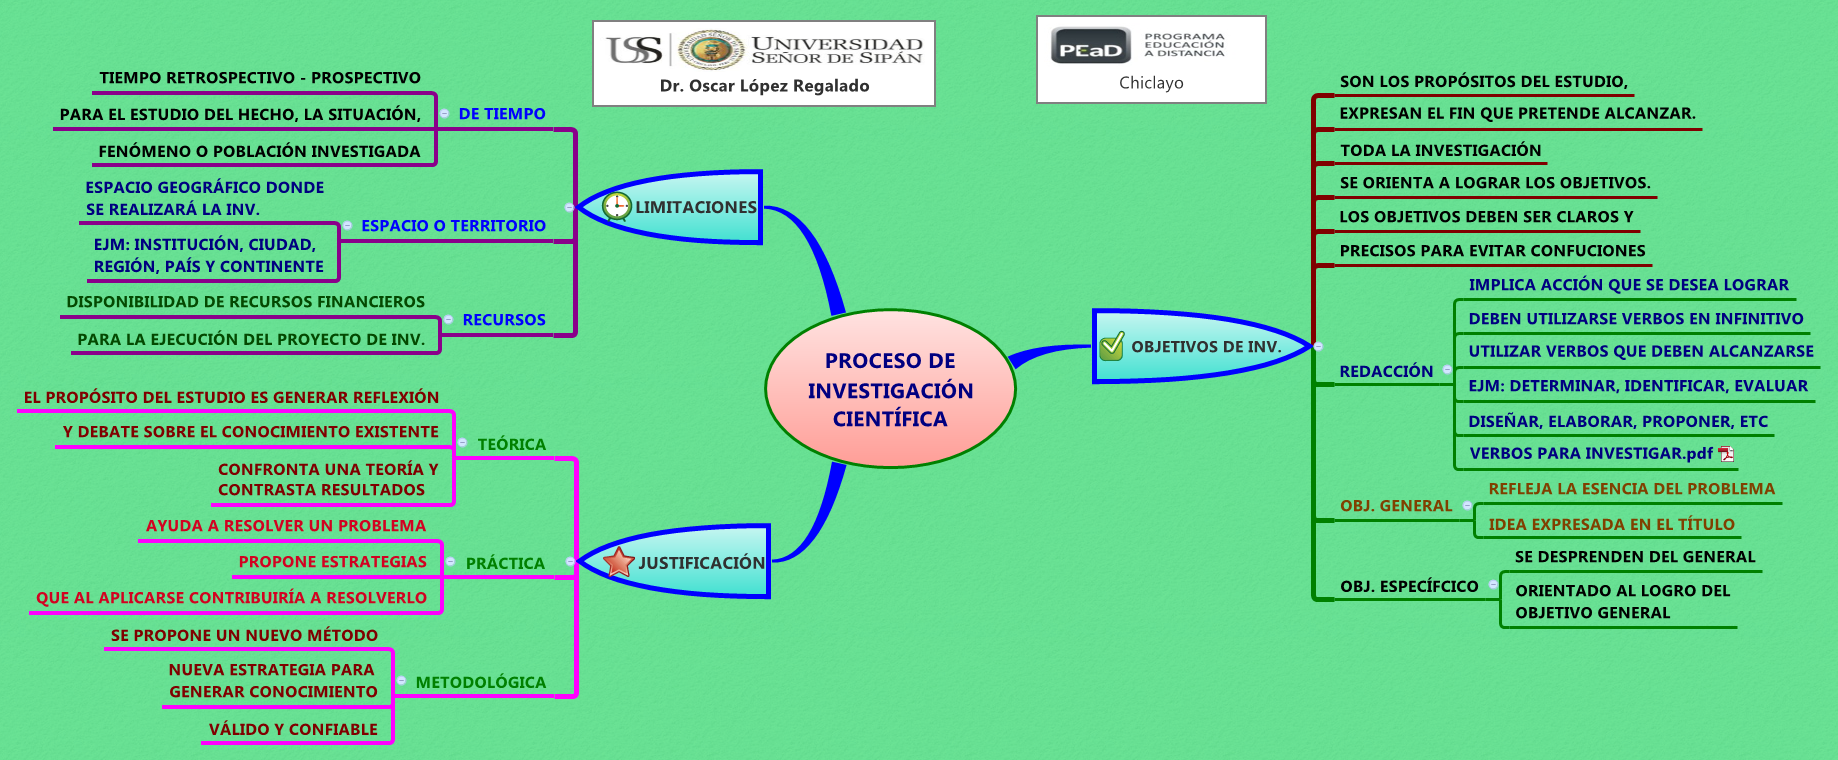 USS
UNIVERSIDAD
SEÑOR DE SIPÁN
Dr. Oscar López Regalado
PEaD
PROGRAMA
EDUCACIÓN
A DISTANCIA
Chiclayo
PROCESO DE
INVESTIGACIÓN
CIENTÍFICA
LIMITACIONES
DE TIEMPO
TIEMPO RETROSPECTIVO - PROSPECTIVO
PARA EL ESTUDIO DEL HECHO, LA SITUACIÓN,
FENÓMENO O POBLACIÓN INVESTIGADA
ESPACIO O TERRITORIO
ESPACIO GEOGRÁFICO DONDE
SE REALIZARÁ LA INV.
EJM: INSTITUCIÓN, CIUDAD,
REGIÓN, PAÍS Y CONTINENTE
RECURSOS
DISPONIBILIDAD DE RECURSOS FINANCIEROS
PARA LA EJECUCIÓN DEL PROYECTO DE INV.
JUSTIFICACIÓN
TEÓRICA
EL PROPÓSITO DEL ESTUDIO ES GENERAR REFLEXIÓN
Y DEBATE SOBRE EL CONOCIMIENTO EXISTENTE
CONFRONTA UNA TEORÍA Y
CONTRASTA RESULTADOS
PRÁCTICA
AYUDA A RESOLVER UN PROBLEMA
PROPONE ESTRATEGIAS
QUE AL APLICARSE CONTRIBUIRÍA A RESOLVERLO
METODOLÓGICA
SE PROPONE UN NUEVO MÉTODO
NUEVA ESTRATEGIA PARA
GENERAR CONOCIMIENTO
VÁLIDO Y CONFIABLE
OBJETIVOS DE INV.
SON LOS PROPÓSITOS DEL ESTUDIO,
EXPRESAN EL FIN QUE PRETENDE ALCANZAR.
TODA LA INVESTIGACIÓN
SE ORIENTA A LOGRAR LOS OBJETIVOS.
LOS OBJETIVOS DEBEN SER CLAROS Y
PRECISOS PARA EVITAR CONFUCIONES
REDACCIÓN
IMPLICA ACCIÓN QUE SE DESEA LOGRAR
DEBEN UTILIZARSE VERBOS EN INFINITIVO
UTILIZAR VERBOS QUE DEBEN ALCANZARSE
EJM: DETERMINAR, IDENTIFICAR, EVALUAR
DISEÑAR, ELABORAR, PROPONER, ETC
VERBOS PARA INVESTIGAR.pdf
OBJ. GENERAL
REFLEJA LA ESENCIA DEL PROBLEMA
IDEA EXPRESADA EN EL TÍTULO
OBJ. ESPECÍFCICO
SE DESPRENDEN DEL GENERAL
ORIENTADO AL LOGRO DEL
OBJETIVO GENERAL